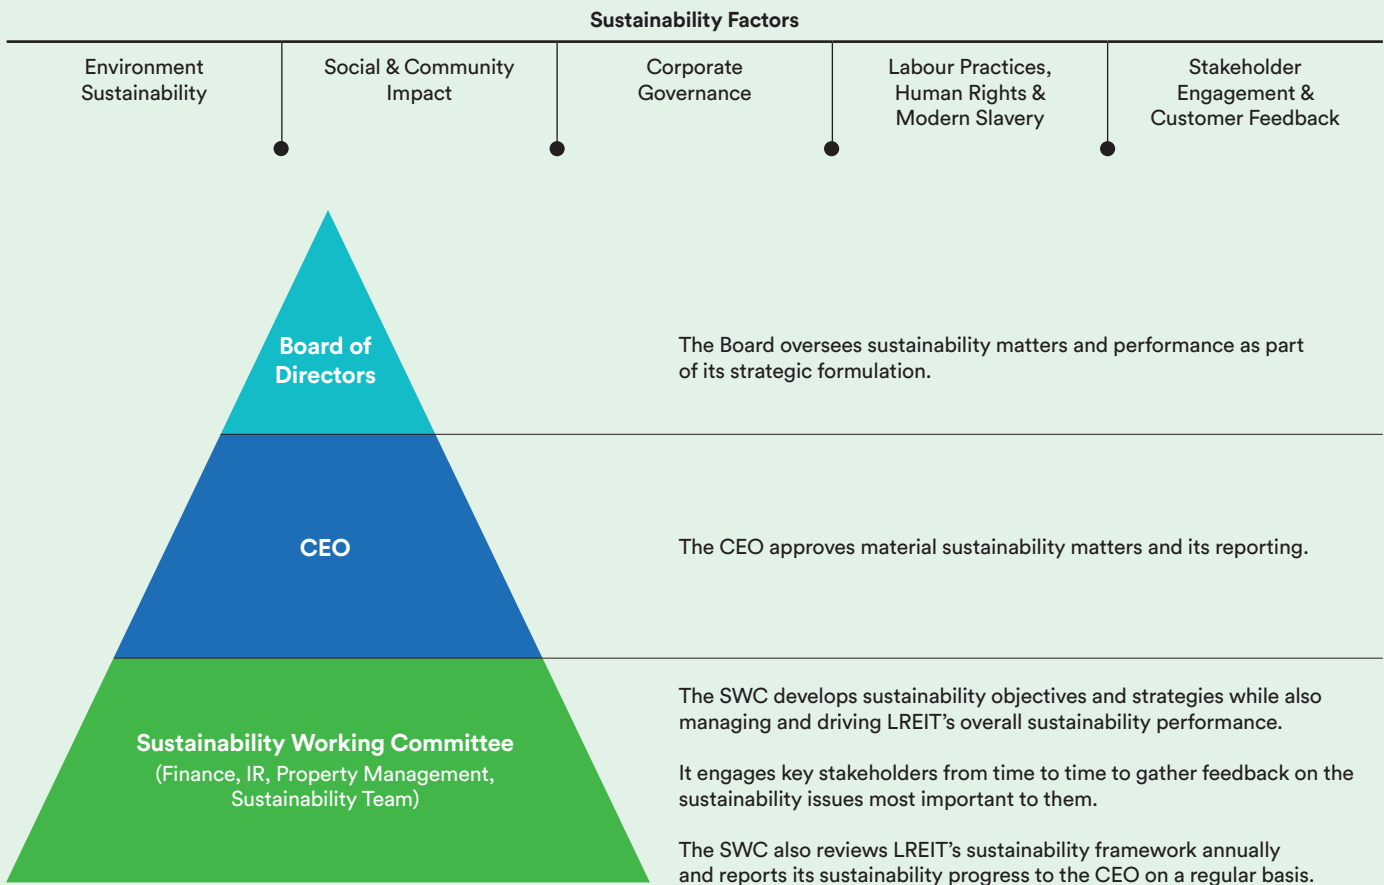 Sustainability Factors
Environment
Sustainability
Social & Community
Impact
Corporate
Governance
Labour Practices,
Human Rights &
Modern Slavery
Stakeholder
Engagement &
Customer Feedback
Board of
Directors
The Board oversees sustainability matters and performance as part
of its strategic formulation.
CEO
The CEO approves material sustainability matters and its reporting.
Sustainability Working Committee
(Finance, IR, Property Management,
Sustainability Team)
The SWC develops sustainability objectives and strategies while also
managing and driving LREIT’s overall sustainability performance.
It engages key stakeholders from time to time to gather feedback on the
sustainability issues most important to them.
The SWC also reviews LREIT’s sustainability framework annually
and reports its sustainability progress to the CEO on a regular basis.